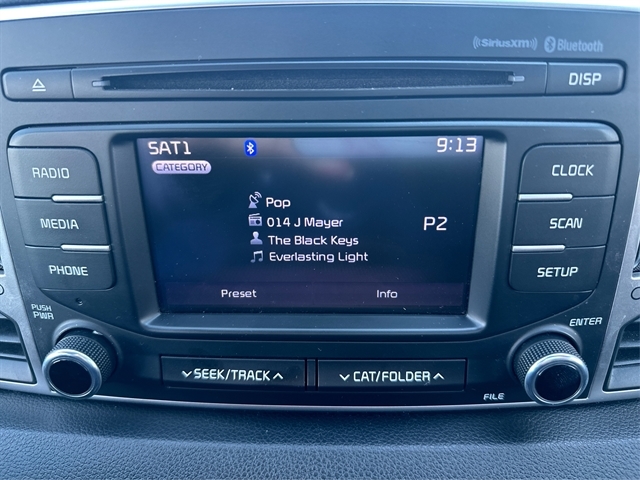 SiriusXM Bluetooth
DISP
SAT1 9:13
CATEGORY
Pop
014 J Mayer P2
The Black Keys
Everlasting Light
Preset Info
RADIO
MEDIA
PHONE
CLOCK
SCAN
SETUP
PUSH
PWR
ENTER
SEEK/TRACK
CAT/FOLDER
FILE